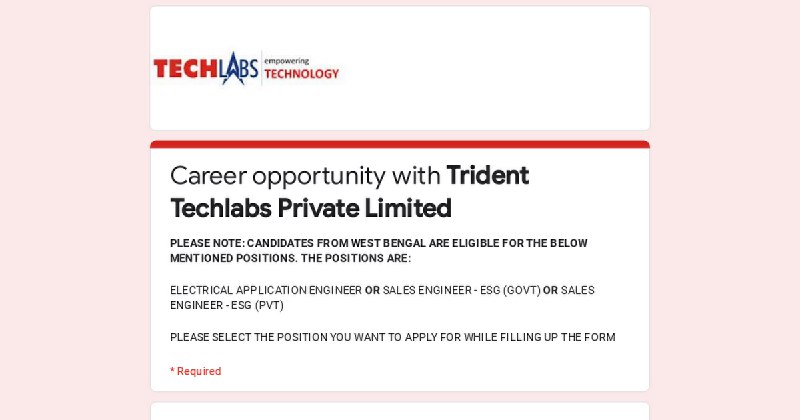 TECHLABS
empowering
TECHNOLOGY
Career opportunity with Trident
Techlabs Private Limited
PLEASE NOTE: CANDIDATES FROM WEST BENGAL ARE ELIGIBLE FOR THE BELOW
MENTIONED POSITIONS. THE POSITIONS ARE:
ELECTRICAL APPLICATION ENGINEER OR SALES ENGINEER - ESG (GOVT) OR SALES
ENGINEER - ESG (PVT)
PLEASE SELECT THE POSITION YOU WANT TO APPLY FOR WHILE FILLING UP THE FORM
* Required